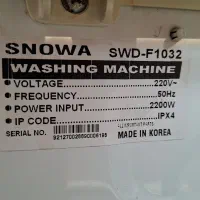 SNOWA SWD-F1032
WASHING MACHINE
• VOLTAGE 220V~
• FREQUENCY 50Hz
• POWER INPUT 2200W
• IP CODE IPX4
SERIAL NO. MADE IN KOREA